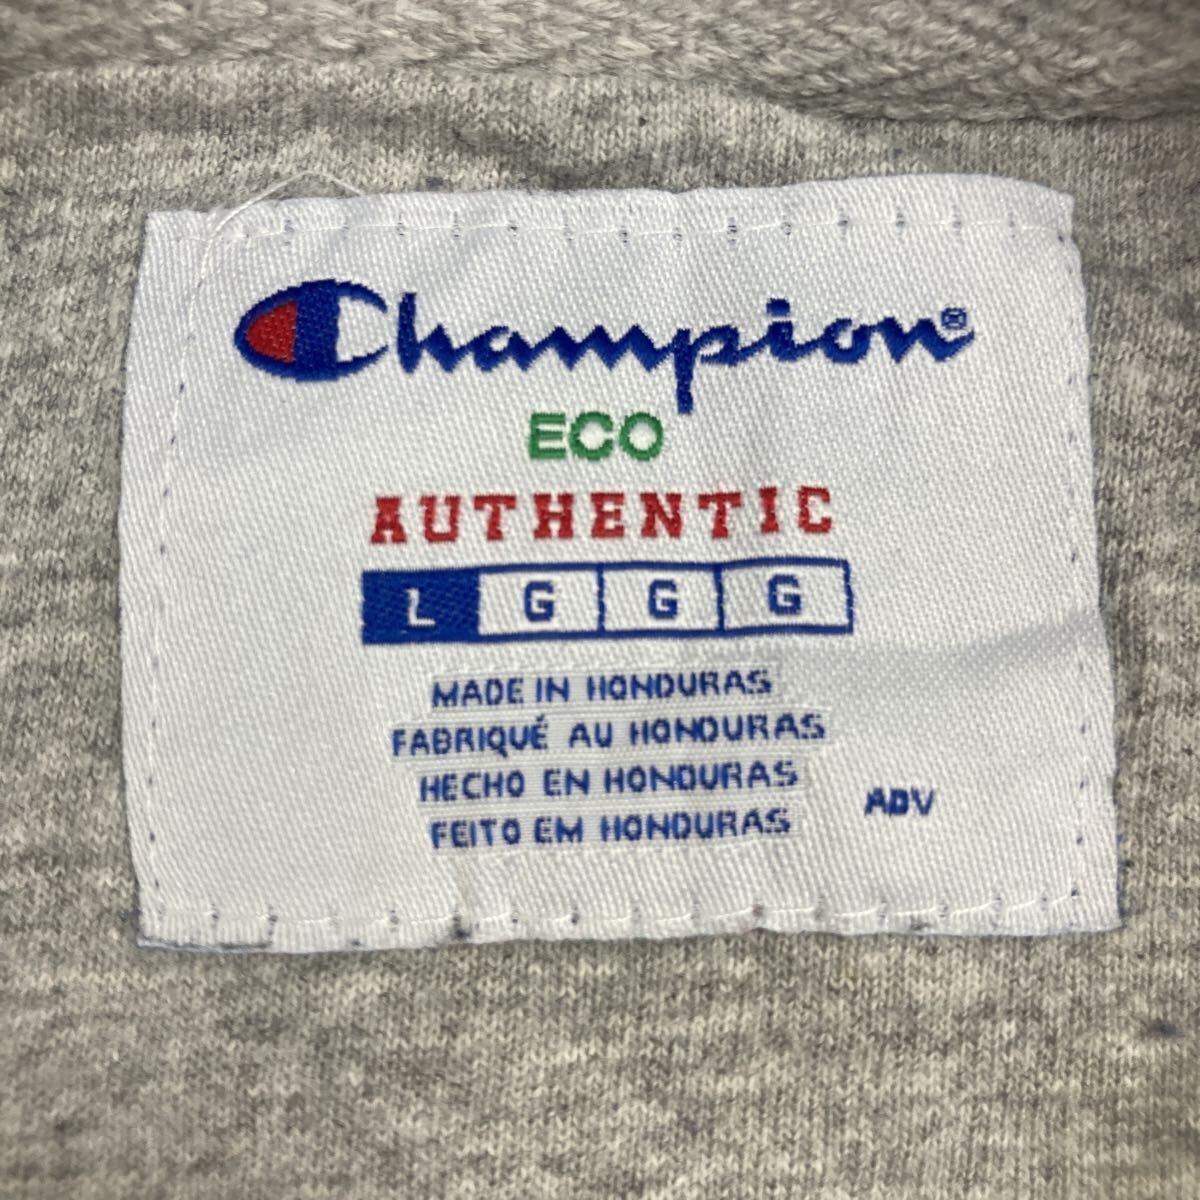 Champion®
ECO
AUTHENTIC
L G G G
MADE IN HONDURAS
FABRIQUÉ AU HONDURAS
HECHO EN HONDURAS
FEITO EM HONDURAS
ADV